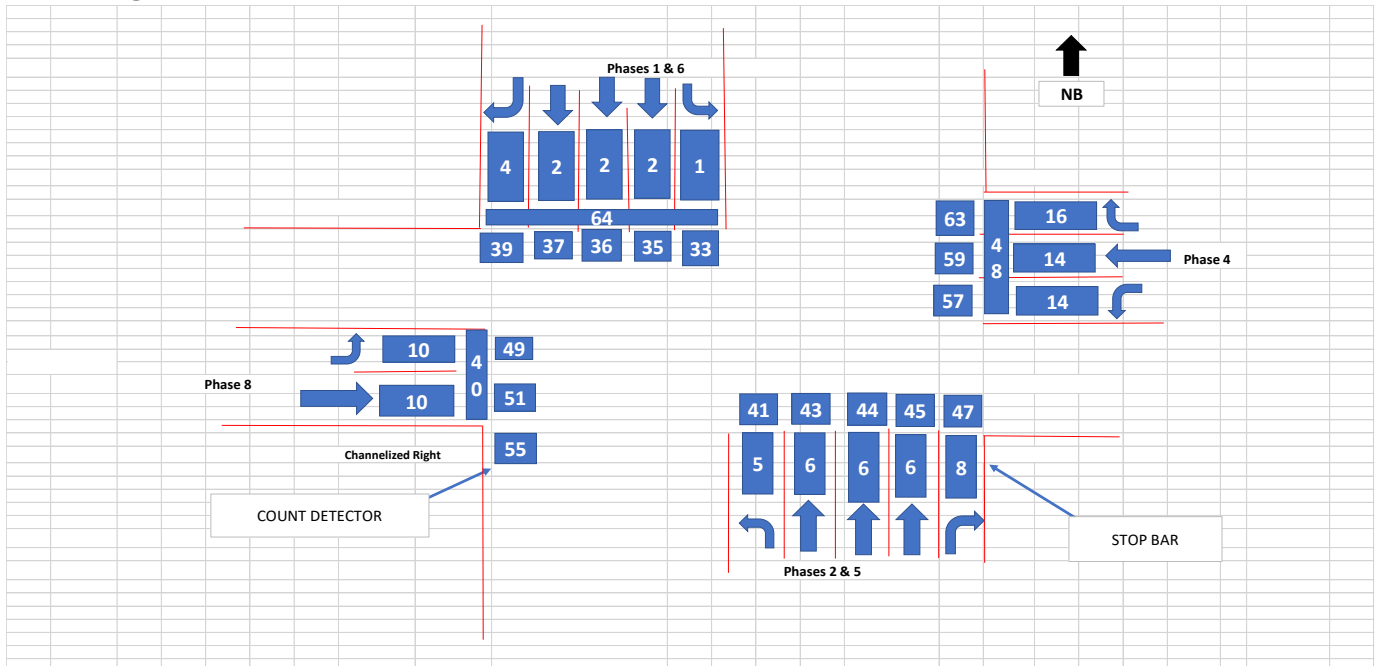 Phases 1 & 6
NB
4 2 2 2 1
64
39 37 36 35 33
63 4 16
59 8 14 Phase 4
57 14
10 4 49
Phase 8
10 0 51
41 43 44 45 47
Channelized Right 55
5 6 6 6 8
COUNT DETECTOR
STOP BAR
Phases 2 & 5